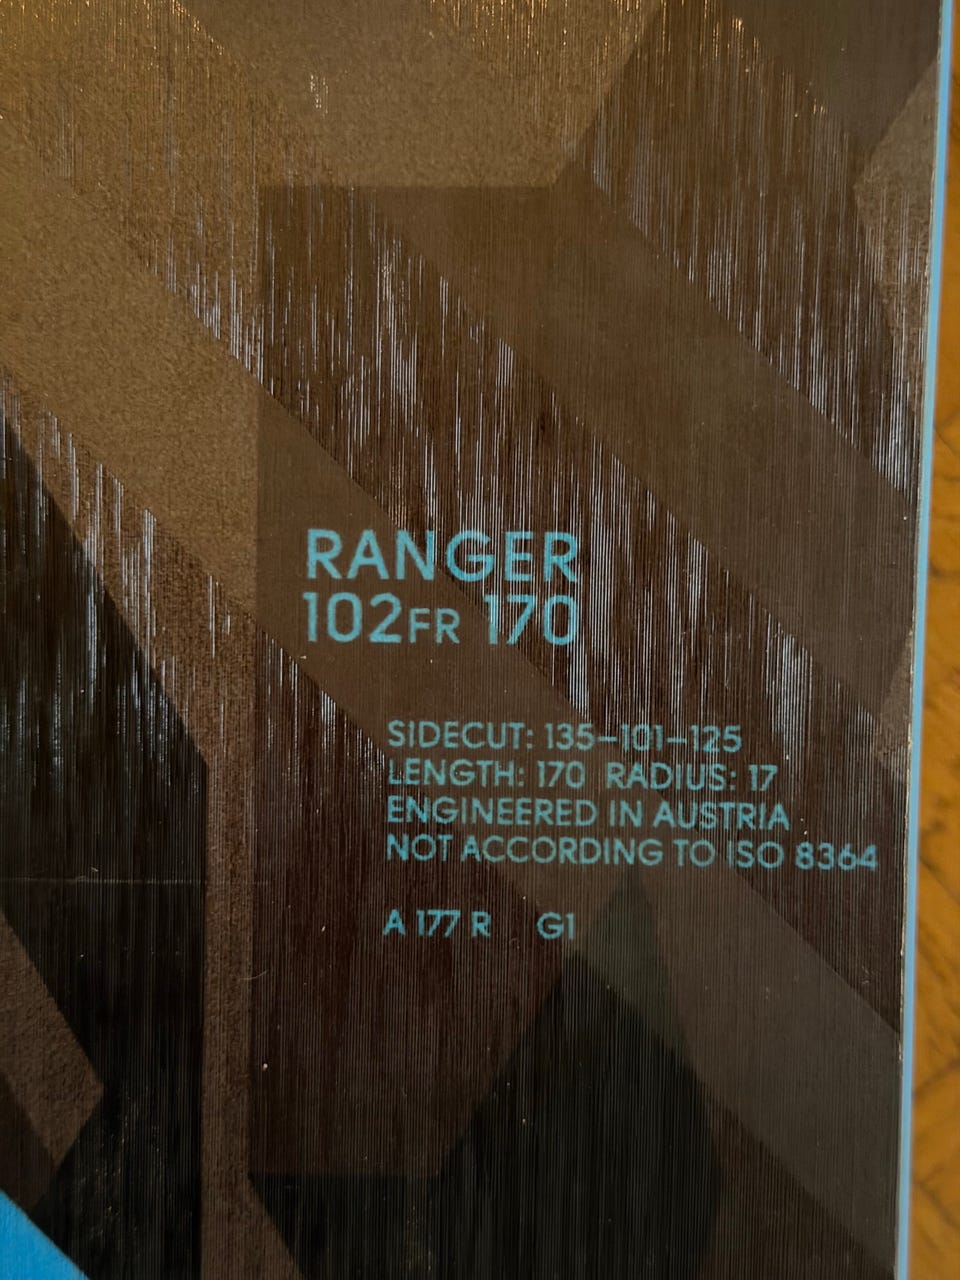 RANGER
102FR 170
SIDECUT: 135–101–125
LENGTH: 170 RADIUS: 17
ENGINEERED IN AUSTRIA
NOT ACCORDING TO ISO 8364
A 177 R G1